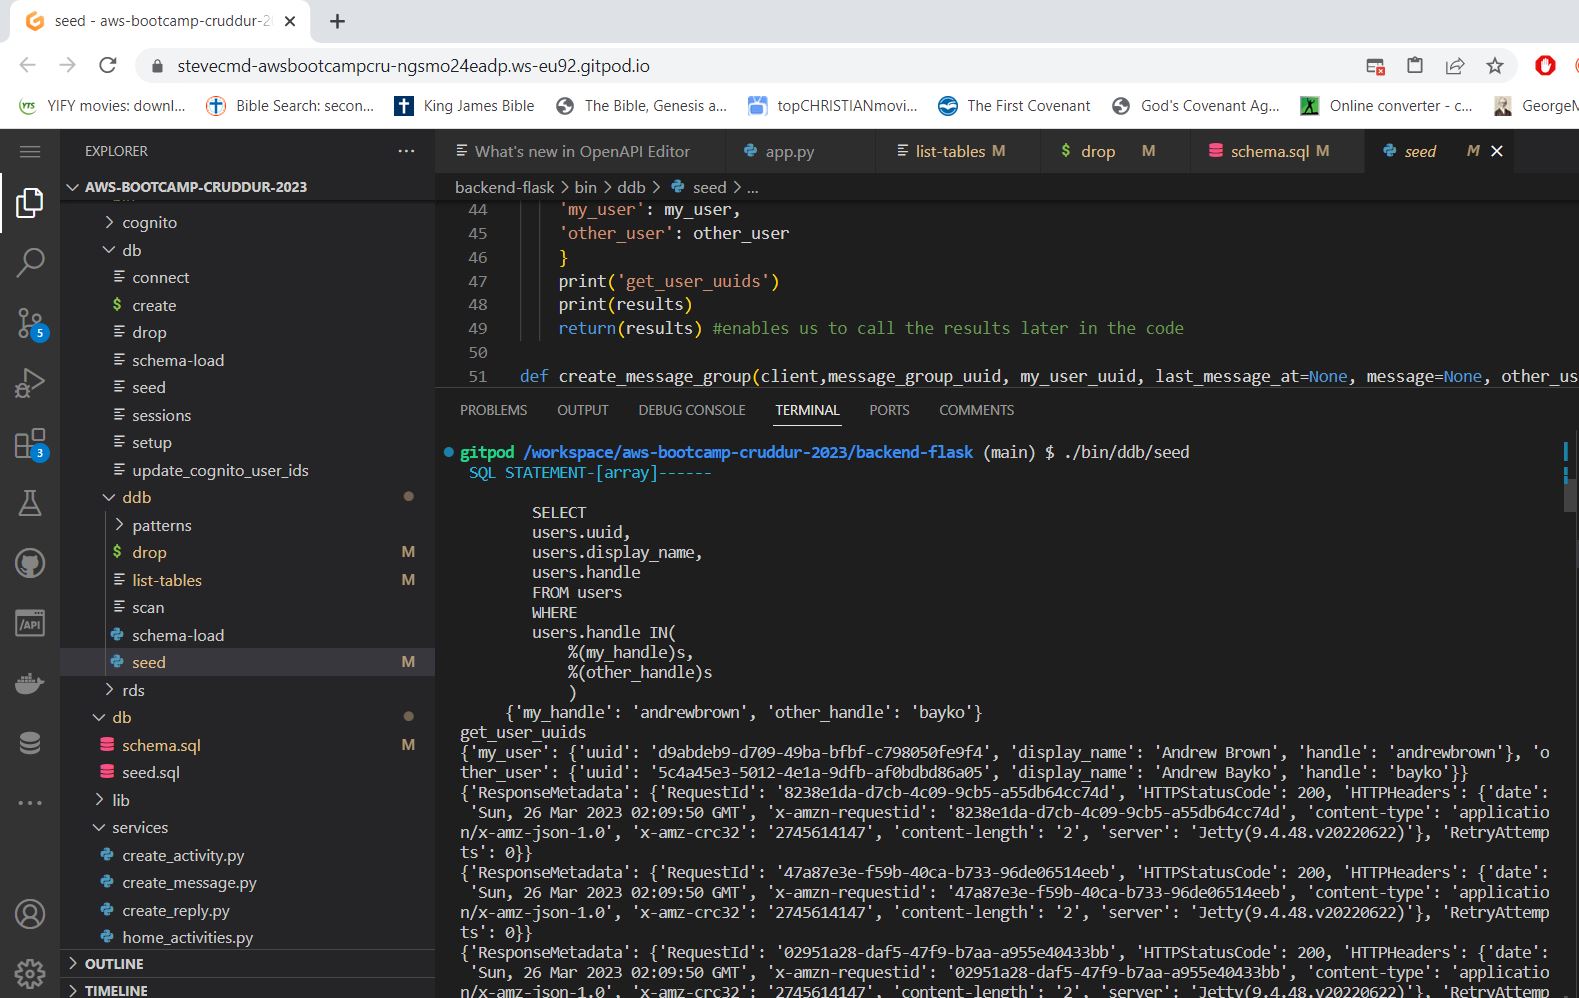 seed - aws-bootcamp-cruddur-2
stevecmd-awsbootcampcru-ngsmo24eadp.ws-eu92.gitpod.io
YTS YIFY movies: downl... Bible Search: secon... King James Bible The Bible, Genesis a... topCHRISTIANmovi... The First Covenant God's Covenant Ag... Online converter - c... GeorgeM
EXPLORER ...
What's new in OpenAPI Editor app.py list-tables M $ drop M schema.sql M seed M
AWS-BOOTCAMP-CRUDDUR-2023
backend-flask > bin > ddb > seed > ...
cognito
db
connect
$ create
drop
schema-load
seed
sessions
setup
update_cognito_user_ids
ddb
patterns
$ drop M
list-tables M
scan
schema-load
seed M
rds
db
schema.sql M
seed.sql
lib
services
create_activity.py
create_message.py
create_reply.py
home_activities.py
OUTLINE
TIMELINE
5
3
/API
44 'my_user': my_user,
45 'other_user': other_user
46 }
47 print('get_user_uuids')
48 print(results)
49 return(results) #enables us to call the results later in the code
50
51 def create_message_group(client,message_group_uuid, my_user_uuid, last_message_at=None, message=None, other_us
PROBLEMS OUTPUT DEBUG CONSOLE TERMINAL PORTS COMMENTS
gitpod /workspace/aws-bootcamp-cruddur-2023/backend-flask (main) $ ./bin/ddb/seed
SQL STATEMENT-[array]------
SELECT
users.uuid,
users.display_name,
users.handle
FROM users
WHERE
users.handle IN(
%(my_handle)s,
%(other_handle)s
)
{'my_handle': 'andrewbrown', 'other_handle': 'bayko'}
get_user_uuids
{'my_user': {'uuid': 'd9abdeb9-d709-49ba-bfbf-c798050fe9f4', 'display_name': 'Andrew Brown', 'handle': 'andrewbrown'}, 'o
ther_user': {'uuid': '5c4a45e3-5012-4e1a-9dfb-af0bdbd86a05', 'display_name': 'Andrew Bayko', 'handle': 'bayko'}}
{'ResponseMetadata': {'RequestId': '8238e1da-d7cb-4c09-9cb5-a55db64cc74d', 'HTTPStatusCode': 200, 'HTTPHeaders': {'date':
'Sun, 26 Mar 2023 02:09:50 GMT', 'x-amzn-requestid': '8238e1da-d7cb-4c09-9cb5-a55db64cc74d', 'content-type': 'applicatio
n/x-amz-json-1.0', 'x-amz-crc32': '2745614147', 'content-length': '2', 'server': 'Jetty(9.4.48.v20220622)'}, 'RetryAttemp
ts': 0}}
{'ResponseMetadata': {'RequestId': '47a87e3e-f59b-40ca-b733-96de06514eeb', 'HTTPStatusCode': 200, 'HTTPHeaders': {'date':
'Sun, 26 Mar 2023 02:09:50 GMT', 'x-amzn-requestid': '47a87e3e-f59b-40ca-b733-96de06514eeb', 'content-type': 'applicatio
n/x-amz-json-1.0', 'x-amz-crc32': '2745614147', 'content-length': '2', 'server': 'Jetty(9.4.48.v20220622)'}, 'RetryAttemp
ts': 0}}
{'ResponseMetadata': {'RequestId': '02951a28-daf5-47f9-b7aa-a955e40433bb', 'HTTPStatusCode': 200, 'HTTPHeaders': {'date':
'Sun, 26 Mar 2023 02:09:50 GMT', 'x-amzn-requestid': '02951a28-daf5-47f9-b7aa-a955e40433bb', 'content-type': 'applicatio
n/x-amz-json-1.0', 'x-amz-crc32': '2745614147', 'content-length': '2', 'server': 'Jetty(9.4.48.v20220622)'}, 'RetryAttemp